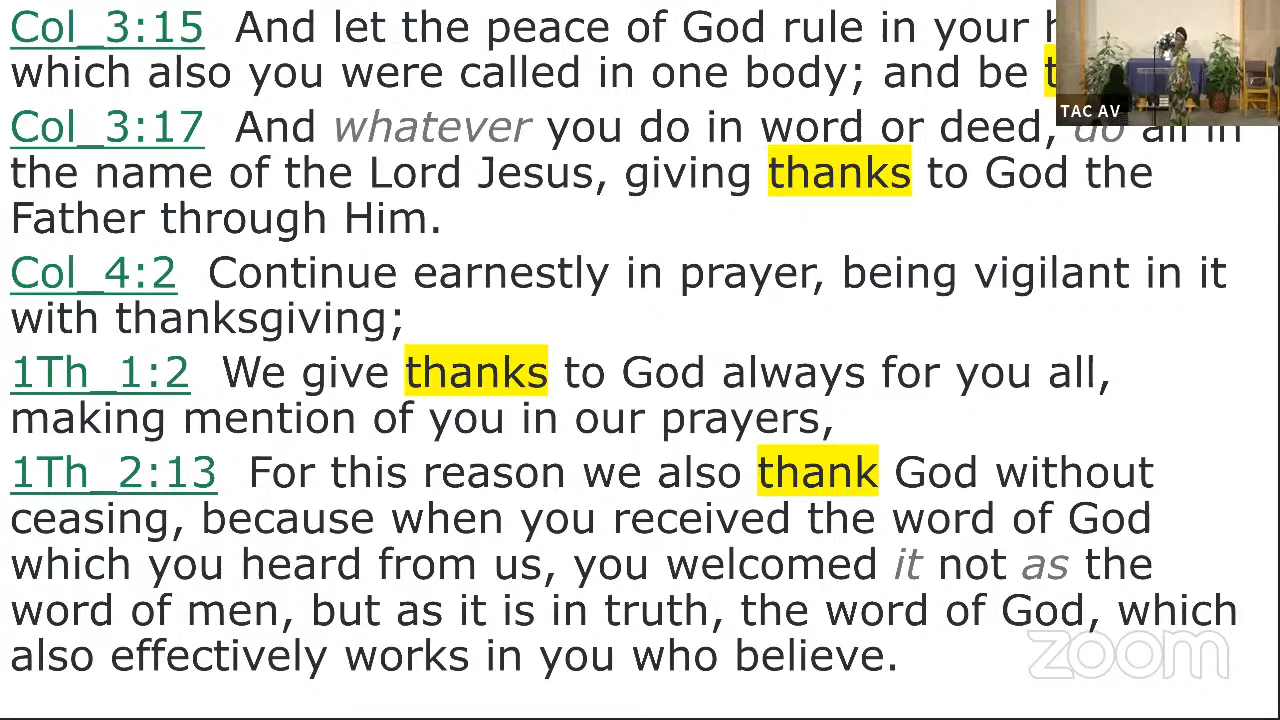 Col_3:15 And let the peace of God rule in your
which also you were called in one body; and be
TAC AV
Col_3:17 And whatever you do in word or deed, do all in
the name of the Lord Jesus, giving thanks to God the
Father through Him.
Col_4:2 Continue earnestly in prayer, being vigilant in it
with thanksgiving;
1Th_1:2 We give thanks to God always for you all,
making mention of you in our prayers,
1Th_2:13 For this reason we also thank God without
ceasing, because when you received the word of God
which you heard from us, you welcomed it not as the
word of men, but as it is in truth, the word of God, which
also effectively works in you who believe.
zoom